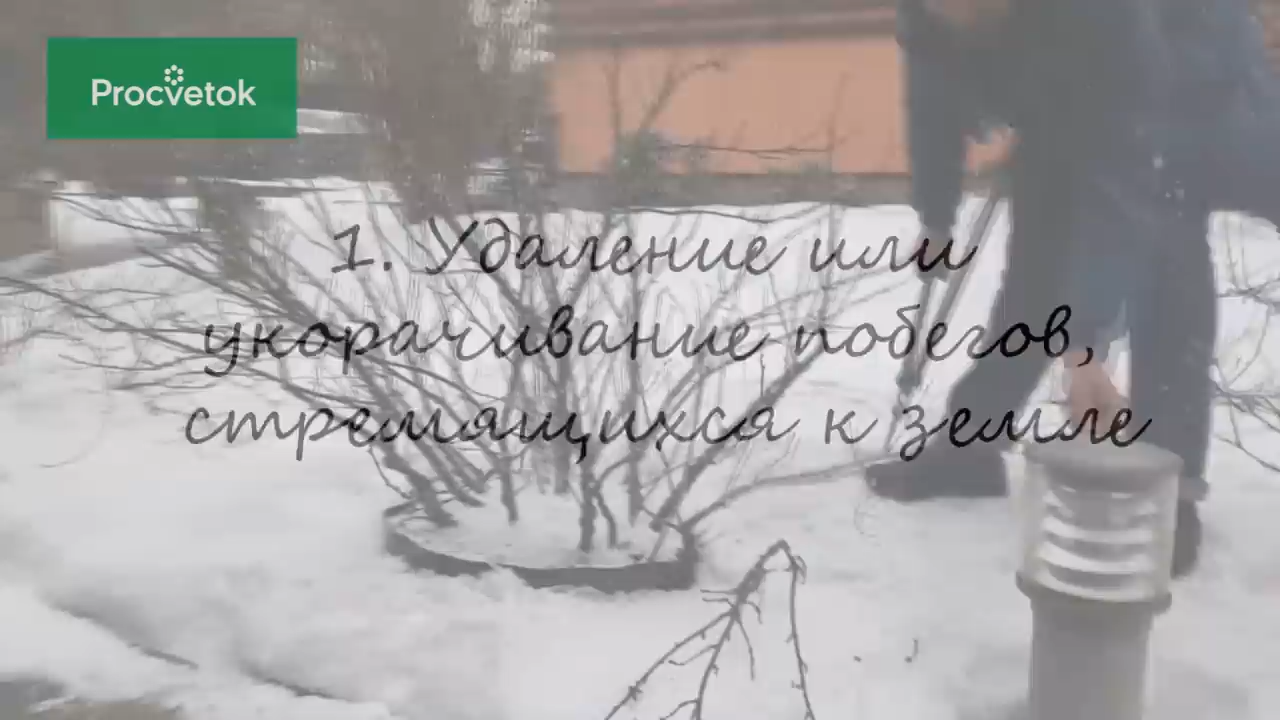 Procvetok
1. Удаление или
укорачивание побегов,
стремящихся к земле